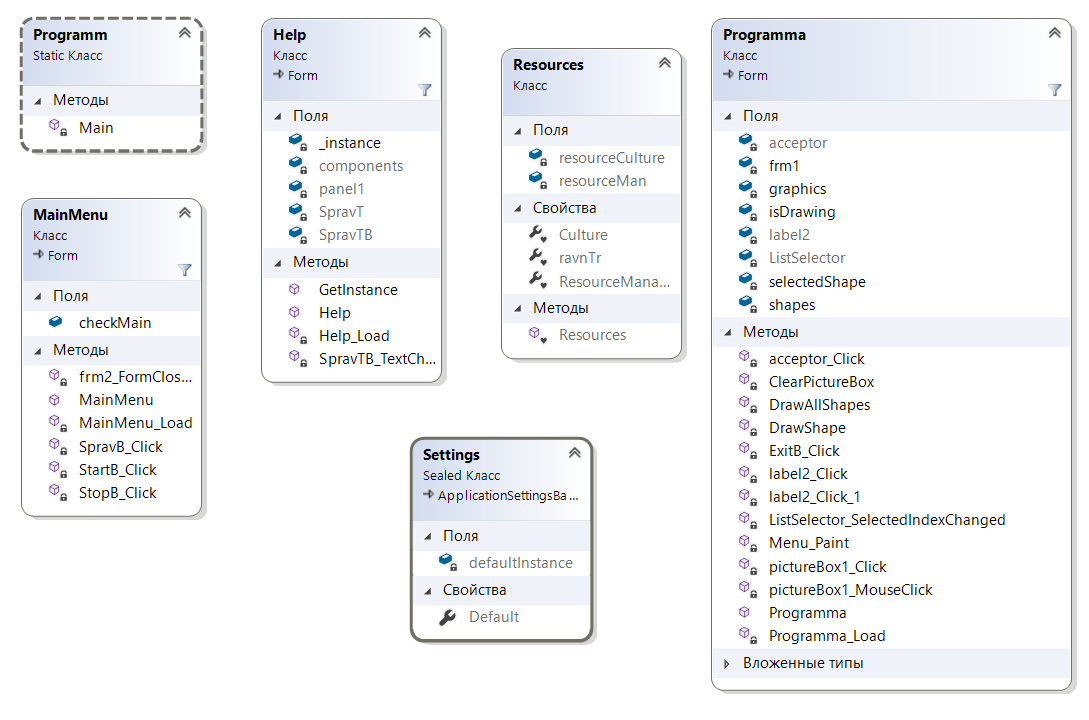 Programm
Static Класс
Методы
Main
MainMenu
Класс
Form
Поля
checkMain
Методы
frm2_FormClos...
MainMenu
MainMenu_Load
SpravB_Click
StartB_Click
StopB_Click
Help
Класс
Form
Поля
_instance
components
panel1
SpravT
SpravTB
Методы
GetInstance
Help
Help_Load
SpravTB_TextCh...
Resources
Класс
Поля
resourceCulture
resourceMan
Свойства
Culture
ravnTr
ResourceMana...
Методы
Resources
Settings
Sealed Класс
ApplicationSettingsBa...
Поля
defaultInstance
Свойства
Default
Programma
Класс
Form
Поля
acceptor
frm1
graphics
isDrawing
label2
ListSelector
selectedShape
shapes
Методы
acceptor_Click
ClearPictureBox
DrawAllShapes
DrawShape
ExitB_Click
label2_Click
label2_Click_1
ListSelector_SelectedIndexChanged
Menu_Paint
pictureBox1_Click
pictureBox1_MouseClick
Programma
Programma_Load
Вложенные типы